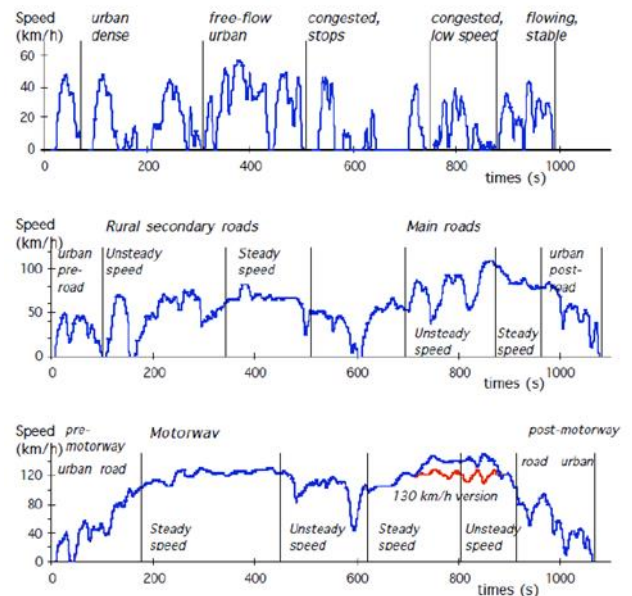 Speed
(km/h)
urban
dense
free-flow
urban
congested,
stops
congested,
low speed
flowing,
stable
60
40
20
0
0 200 400 600 800 1000
times (s)
Speed
(km/h)
Rural secondary roads
Main roads
urban
pre-
road
Unsteady
speed
Steady
speed
urban
post-
road
100
50
0
Unsteady
speed
Steady
speed
0 200 400 600 800 1000
times (s)
Speed
(km/h)
pre-
motorway
urban road
Motorway
post-motorway
road urban
120
80
40
0
130 km/h version
Steady
speed
Unsteady
speed
Steady
speed
Unsteady
speed
0 200 400 600 800 1000
times (s)